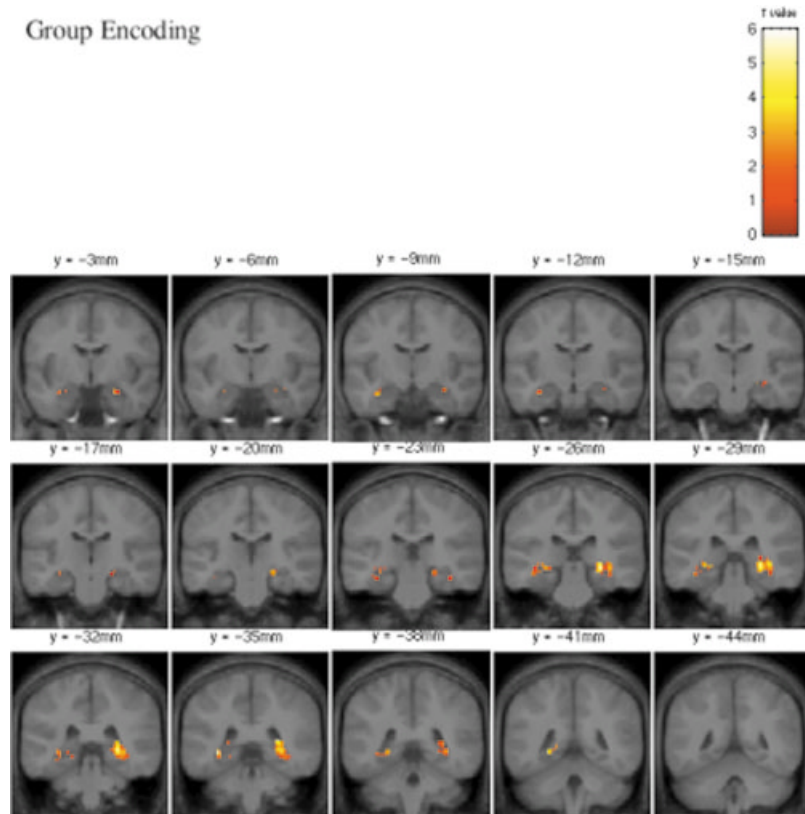 T value
Group Encoding
6
5
4
3
2
1
0
y = -3mm
y = -6mm
y = -9mm
y = -12mm
y = -15mm
y = -17mm
y = -20mm
y = -23mm
y = -26mm
y = -29mm
y = -32mm
y = -35mm
y = -38mm
y = -41mm
y = -44mm